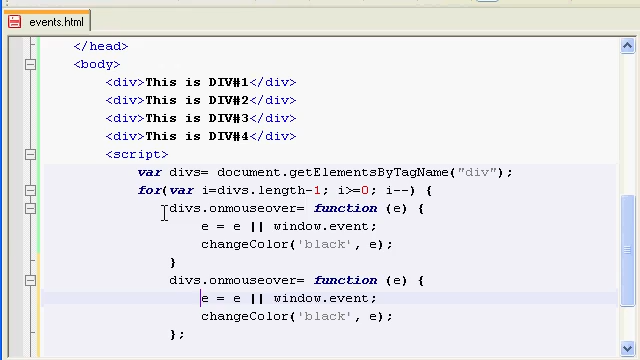 events.html
</head>
<body>
<div>This is DIV#1</div>
<div>This is DIV#2</div>
<div>This is DIV#3</div>
<div>This is DIV#4</div>
<script>
var divs= document.getElementsByTagName("div");
for(var i=divs.length-1; i>=0; i--) {
divs.onmouseover= function (e) {
e = e || window.event;
changeColor('black', e);
}
divs.onmouseover= function (e) {
e = e || window.event;
changeColor('black', e);
};